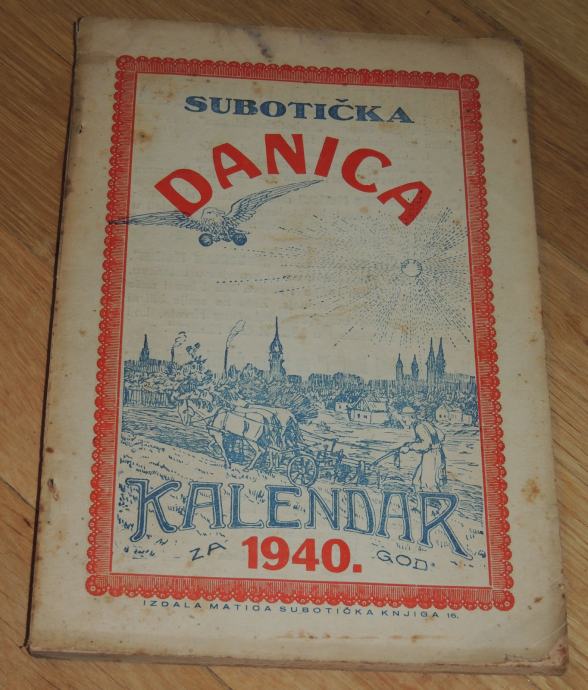 SUBOTIČKA
DANICA
KALENDAR
ZA 1940. GOD.
IZDALA MATICA SUBOTIČKA KNJIGA 16.